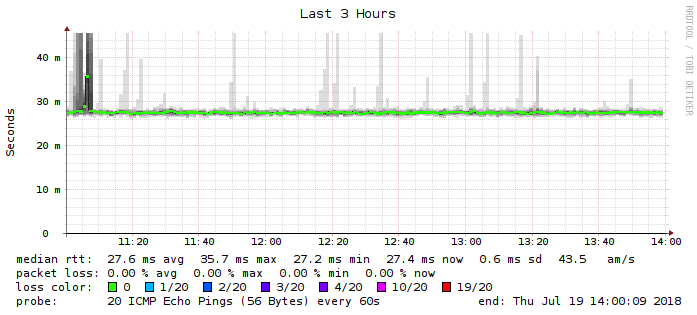 Last 3 Hours
RRDTOOL / TOBI OETIKER
Seconds
40 m
30 m
20 m
10 m
0
11:20 11:40 12:00 12:20 12:40 13:00 13:20 13:40 14:00
median rtt: 27.6 ms avg 35.7 ms max 27.2 ms min 27.4 ms now 0.6 ms sd 43.5 am/s
packet loss: 0.00 % avg 0.00 % max 0.00 % min 0.00 % now
loss color: 0 1/20 2/20 3/20 4/20 10/20 19/20
probe: 20 ICMP Echo Pings (56 Bytes) every 60s end: Thu Jul 19 14:00:09 2018